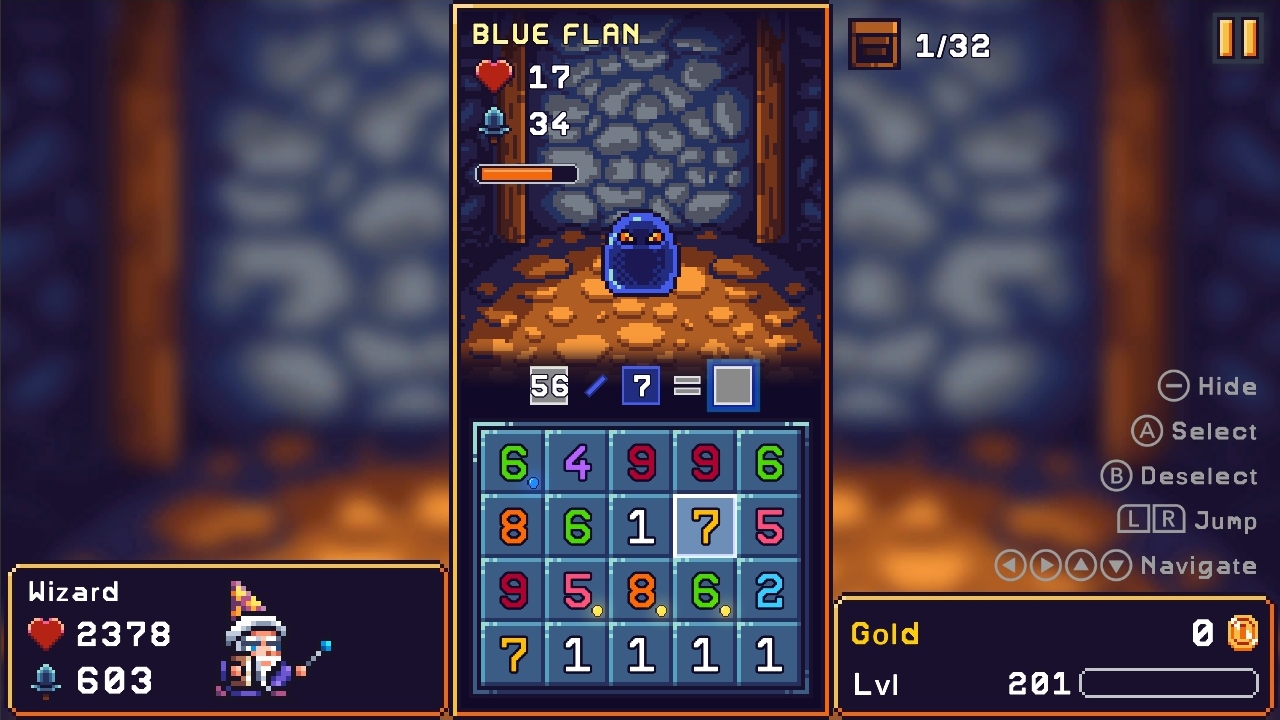 BLUE FLAN
17
34
1/32
56 / 7 =
6 4 9 9 6
8 6 1 7 5
9 5 8 6 2
7 1 1 1 1
Wizard
2378
603
− Hide
A Select
B Deselect
L R Jump
Navigate
Gold 0
Lvl 201